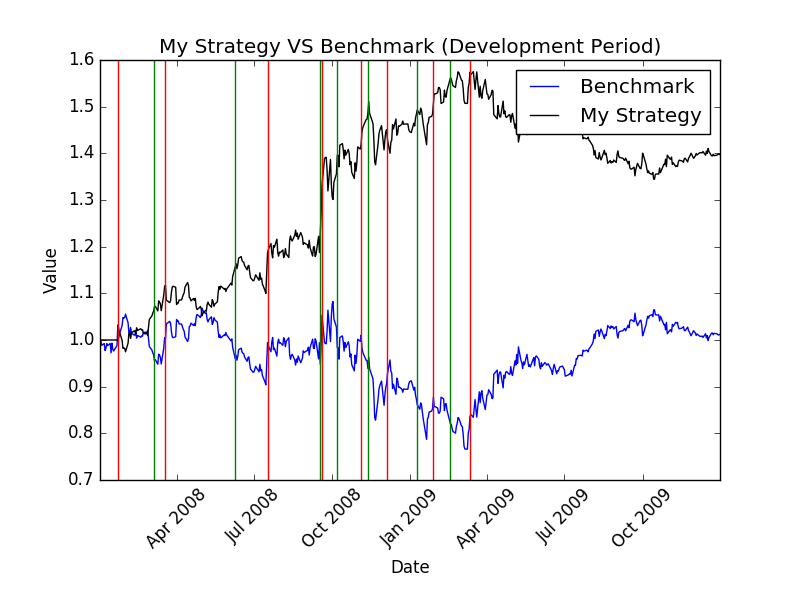 My Strategy VS Benchmark (Development Period)
1.6
1.5
1.4
1.3
1.2
1.1
1.0
0.9
0.8
0.7
Value
Benchmark
My Strategy
Apr 2008
Jul 2008
Oct 2008
Jan 2009
Apr 2009
Jul 2009
Oct 2009
Date